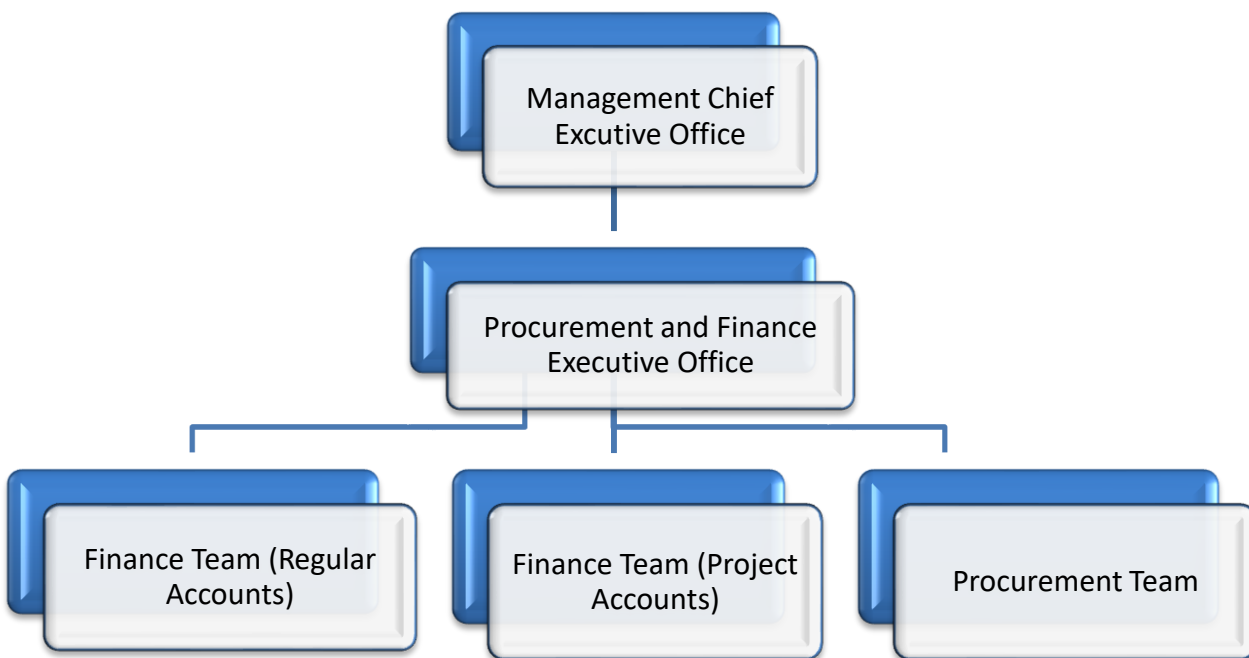 Management Chief
Excutive Office
Procurement and Finance
Executive Office
Finance Team (Regular
Accounts)
Finance Team (Project
Accounts)
Procurement Team